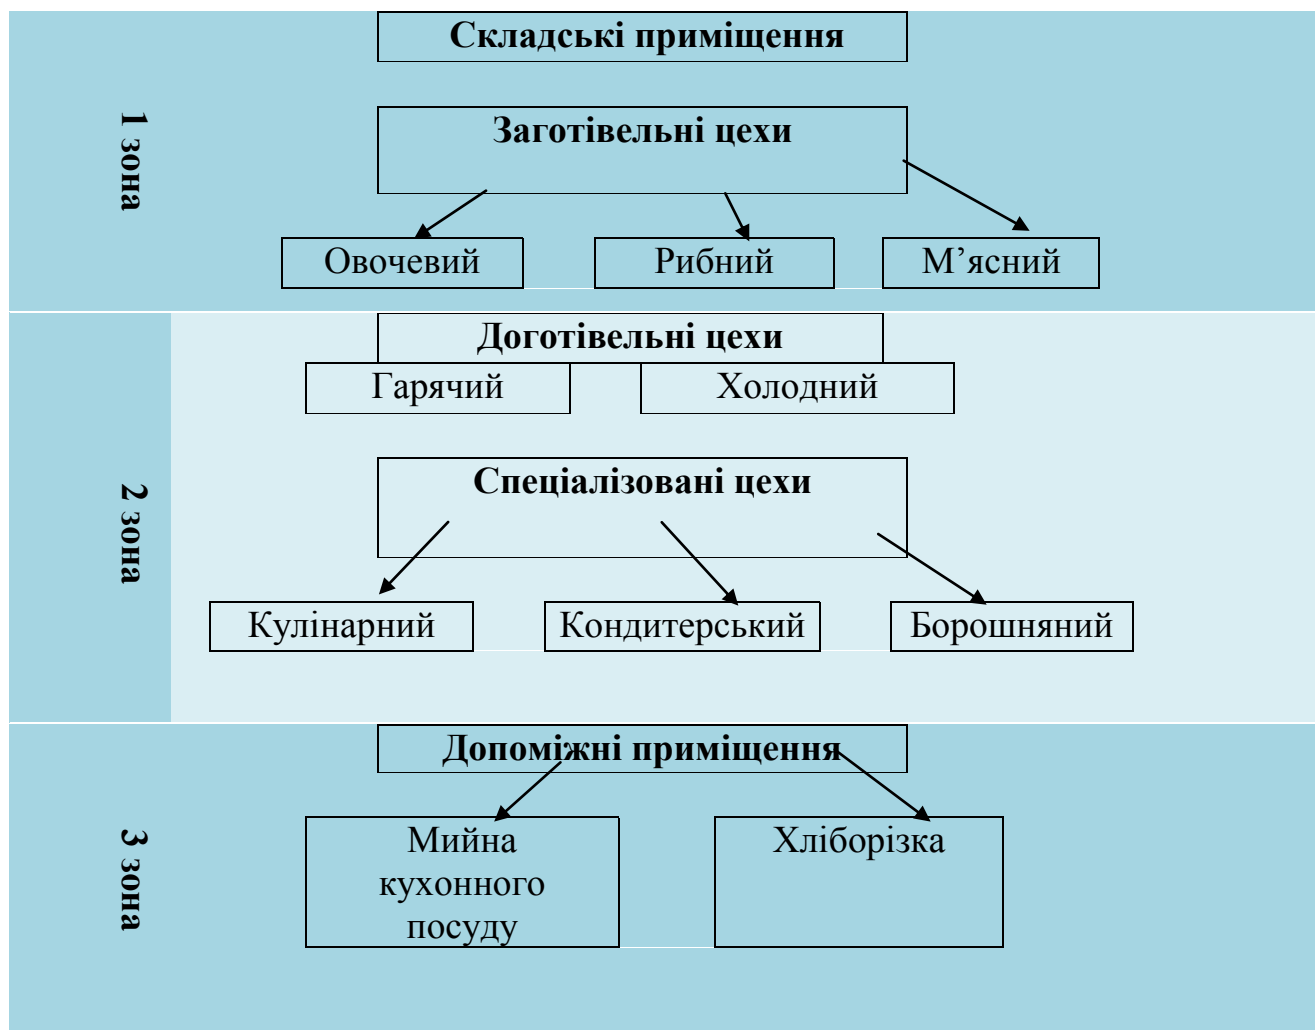 1 зона
Складські приміщення
Заготівельні цехи
Овочевий
Рибний
М’ясний
2 зона
Доготівельні цехи
Гарячий
Холодний
Спеціалізовані цехи
Кулінарний
Кондитерський
Борошняний
3 зона
Допоміжні приміщення
Мийна
кухонного
посуду
Хліборізка